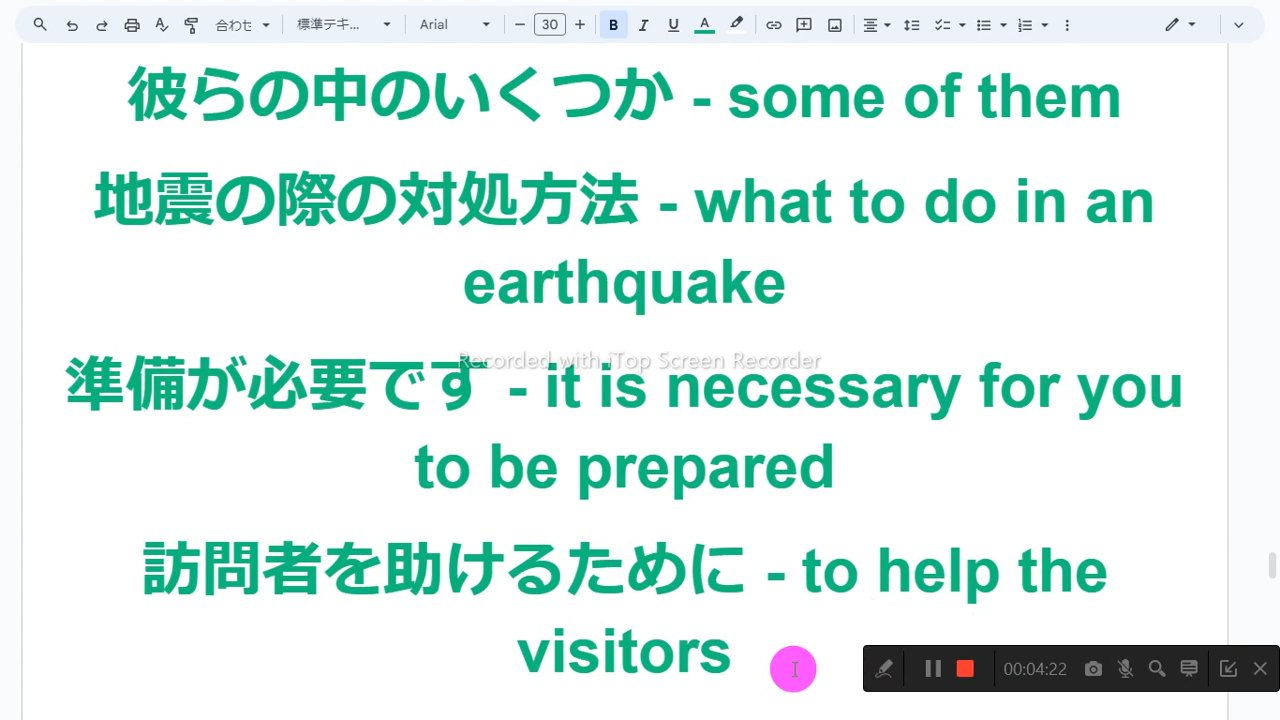 合わせ 標準テキ... Arial 30 B I U A
彼らの中のいくつか - some of them
地震の際の対処方法 - what to do in an
earthquake
Recorded with iTop Screen Recorder
準備が必要です - it is necessary for you
to be prepared
訪問者を助けるために - to help the
visitors
00:04:22